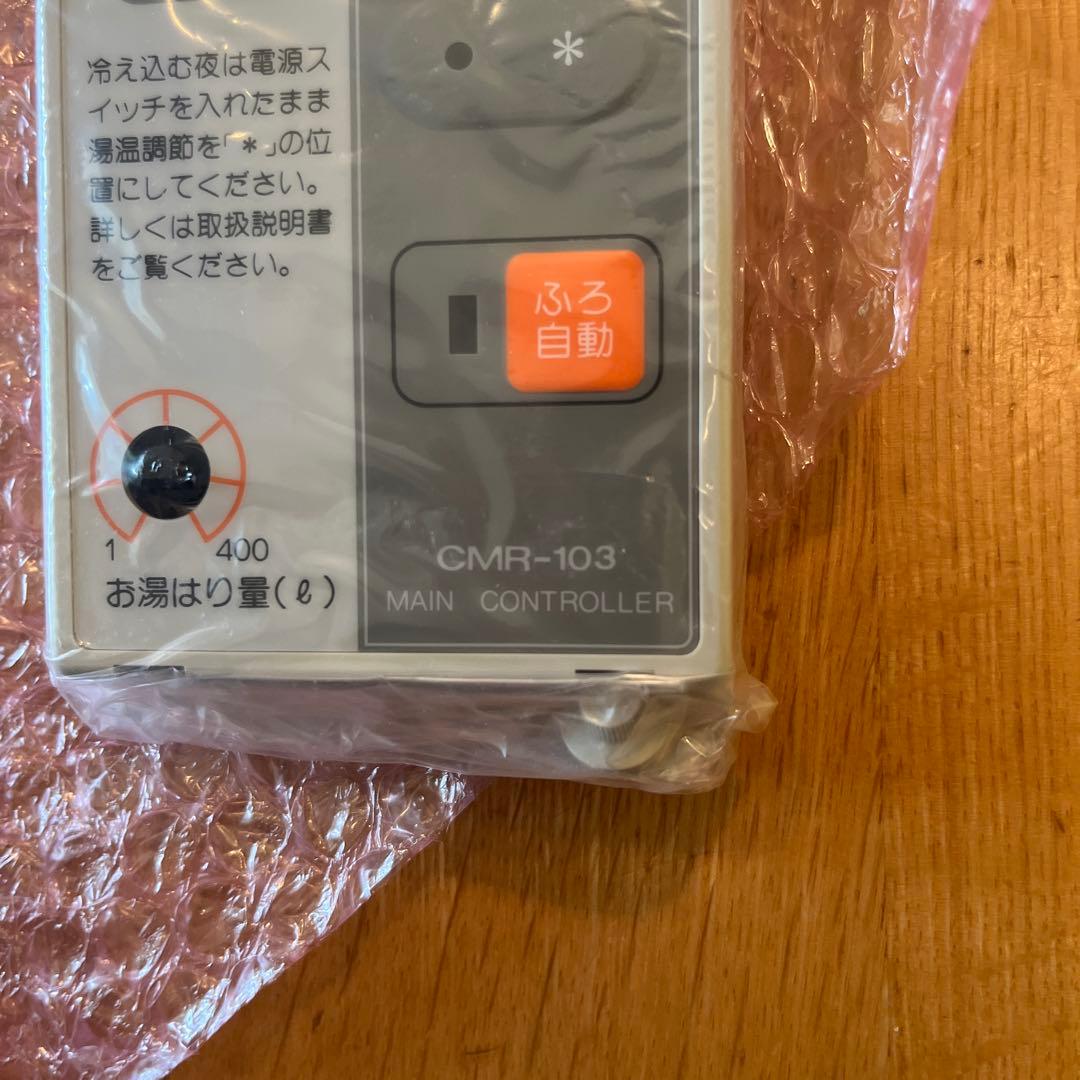 冷え込む夜は電源ス
イッチを入れたまま
湯温調節を「*」の位
置にしてください。
詳しくは取扱説明書
をご覧ください。
*
ふろ
自動
1 400
お湯はり量(ℓ)
CMR-103
MAIN CONTROLLER